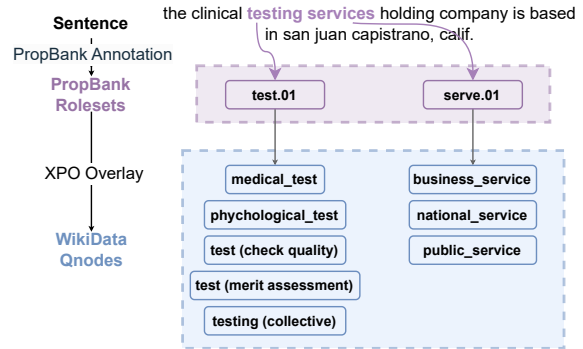 Sentence
the clinical testing services holding company is based
in san juan capistrano, calif.
PropBank Annotation
PropBank
Rolesets
test.01
serve.01
XPO Overlay
medical_test
business_service
phychological_test
national_service
WikiData
Qnodes
test (check quality)
public_service
test (merit assessment)
testing (collective)